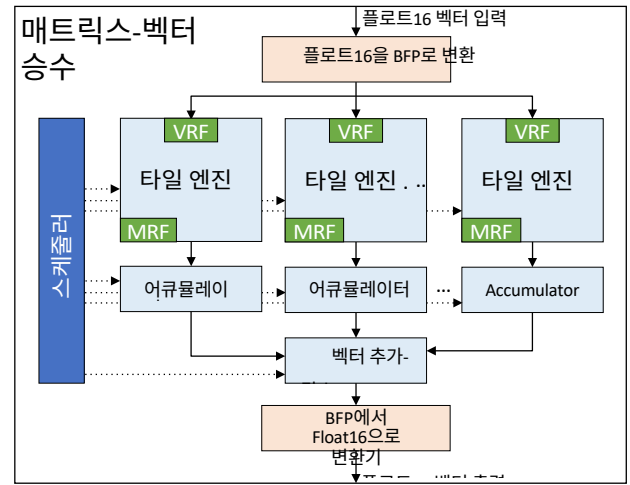 매트릭스-벡터
승수
플로트16 벡터 입력
플로트16을 BFP로 변환
VRF
VRF
VRF
타일 엔진
타일 엔진 . ..
타일 엔진
MRF
MRF
MRF
스케줄러
어큐뮬레이
어큐뮬레이터
...
Accumulator
벡터 추가-
BFP에서
Float16으로
변환기